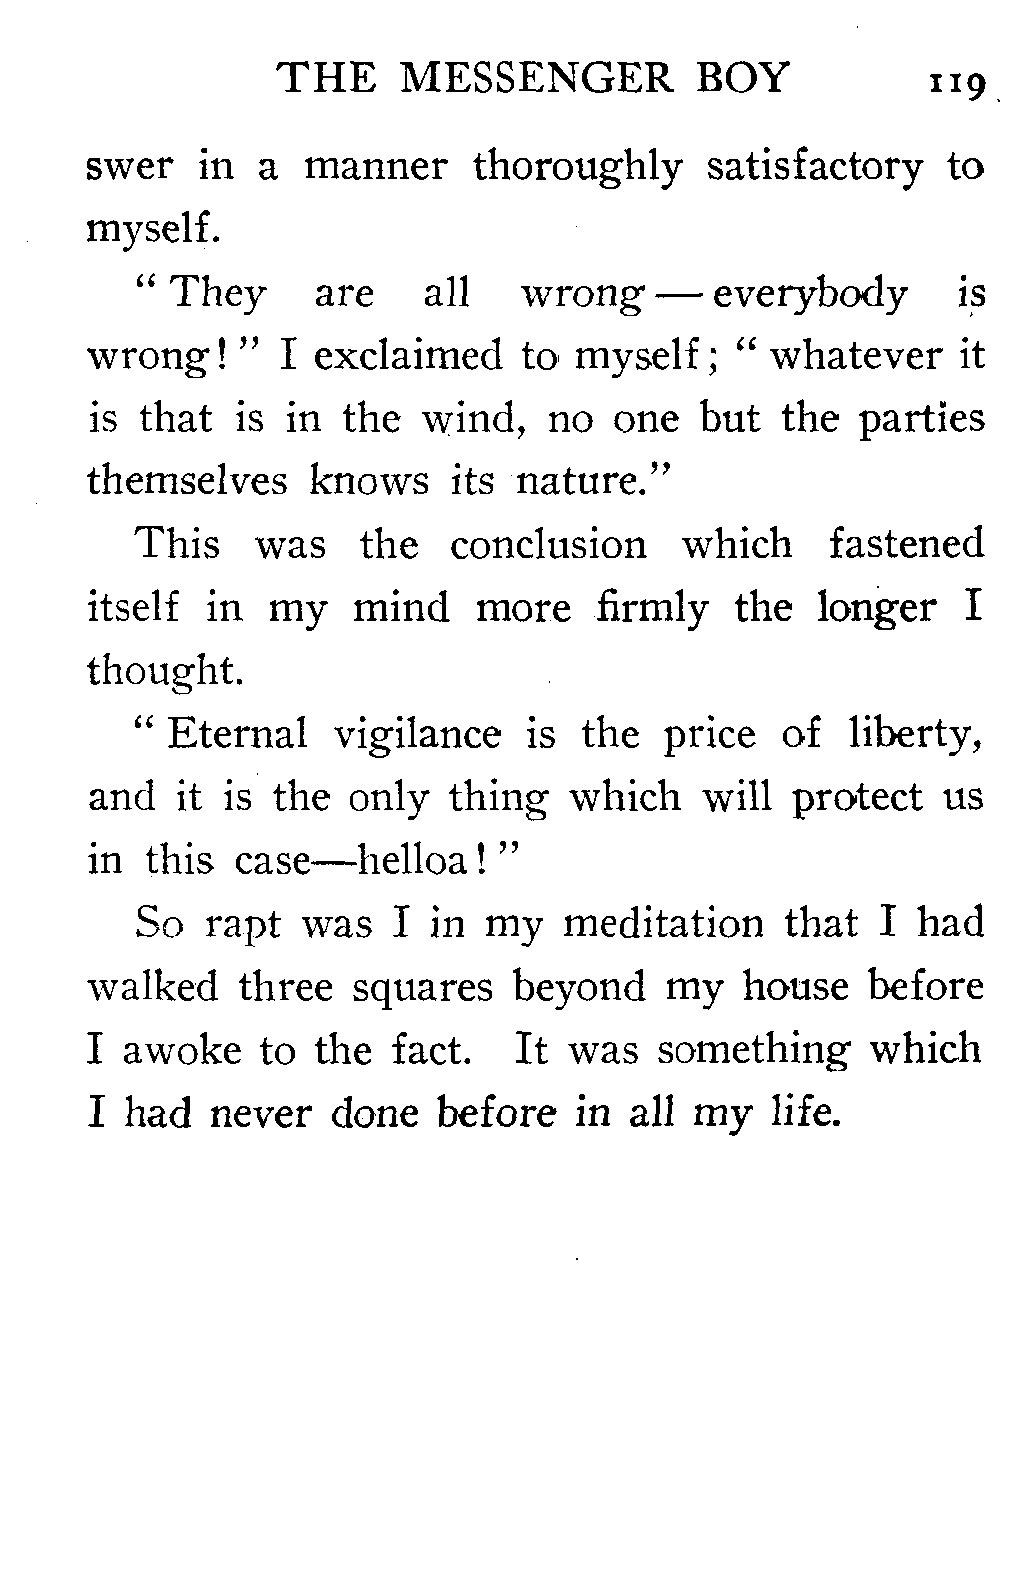 THE MESSENGER BOY 119
swer in a manner thoroughly satisfactory to
myself.
“ They are all wrong — everybody is
wrong! ” I exclaimed to myself; “ whatever it
is that is in the wind, no one but the parties
themselves knows its nature.”
This was the conclusion which fastened
itself in my mind more firmly the longer I
thought.
“ Eternal vigilance is the price of liberty,
and it is the only thing which will protect us
in this case—helloa! ”
So rapt was I in my meditation that I had
walked three squares beyond my house before
I awoke to the fact. It was something which
I had never done before in all my life.